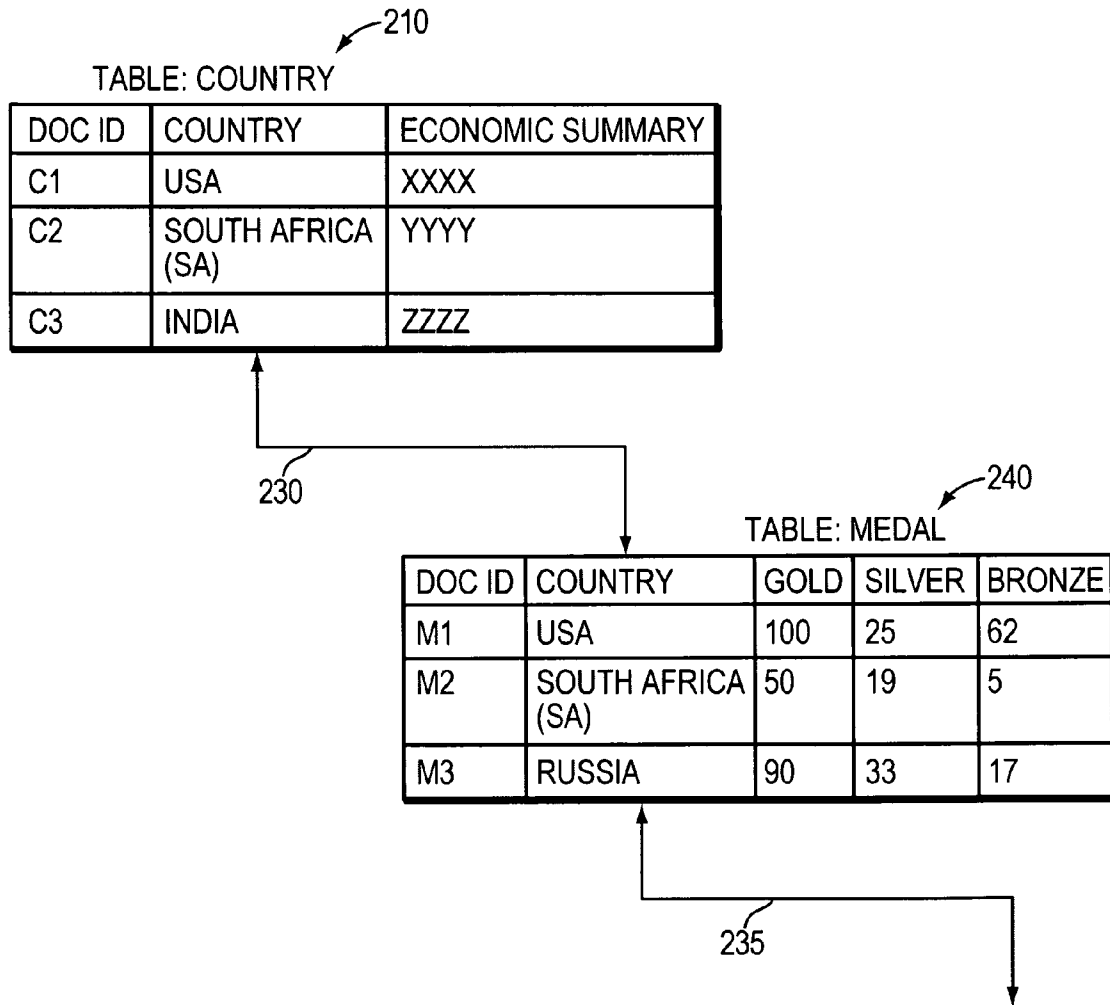 210
TABLE: COUNTRY
DOC ID COUNTRY ECONOMIC SUMMARY
C1 USA XXXX
C2 SOUTH AFRICA (SA) YYYY
C3 INDIA ZZZZ
230
240
TABLE: MEDAL
DOC ID COUNTRY GOLD SILVER BRONZE
M1 USA 100 25 62
M2 SOUTH AFRICA (SA) 50 19 5
M3 RUSSIA 90 33 17
235